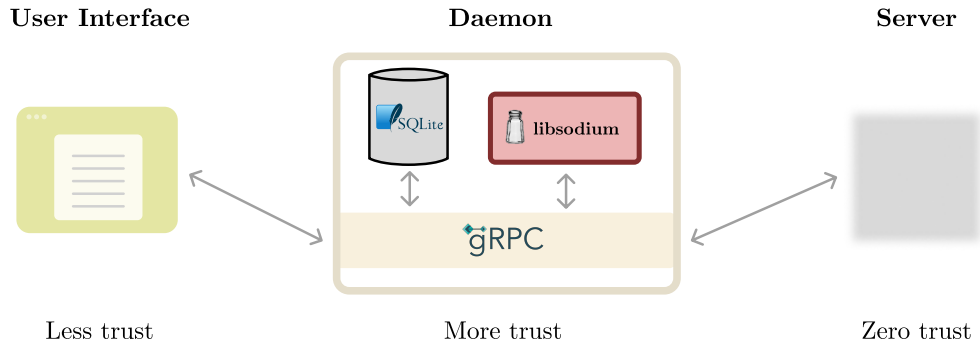 User Interface
Daemon
Server
SQLite
libsodium
gRPC
Less trust
More trust
Zero trust